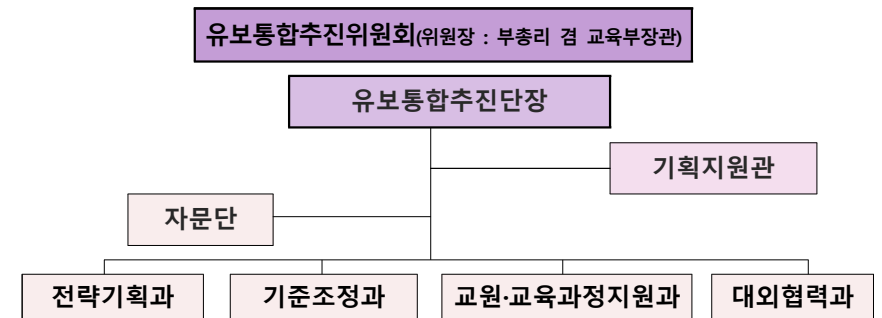 유보통합추진위원회(위원장 : 부총리 겸 교육부장관)
유보통합추진단장
기획지원관
자문단
전략기획과 기준조정과 교원·교육과정지원과 대외협력과